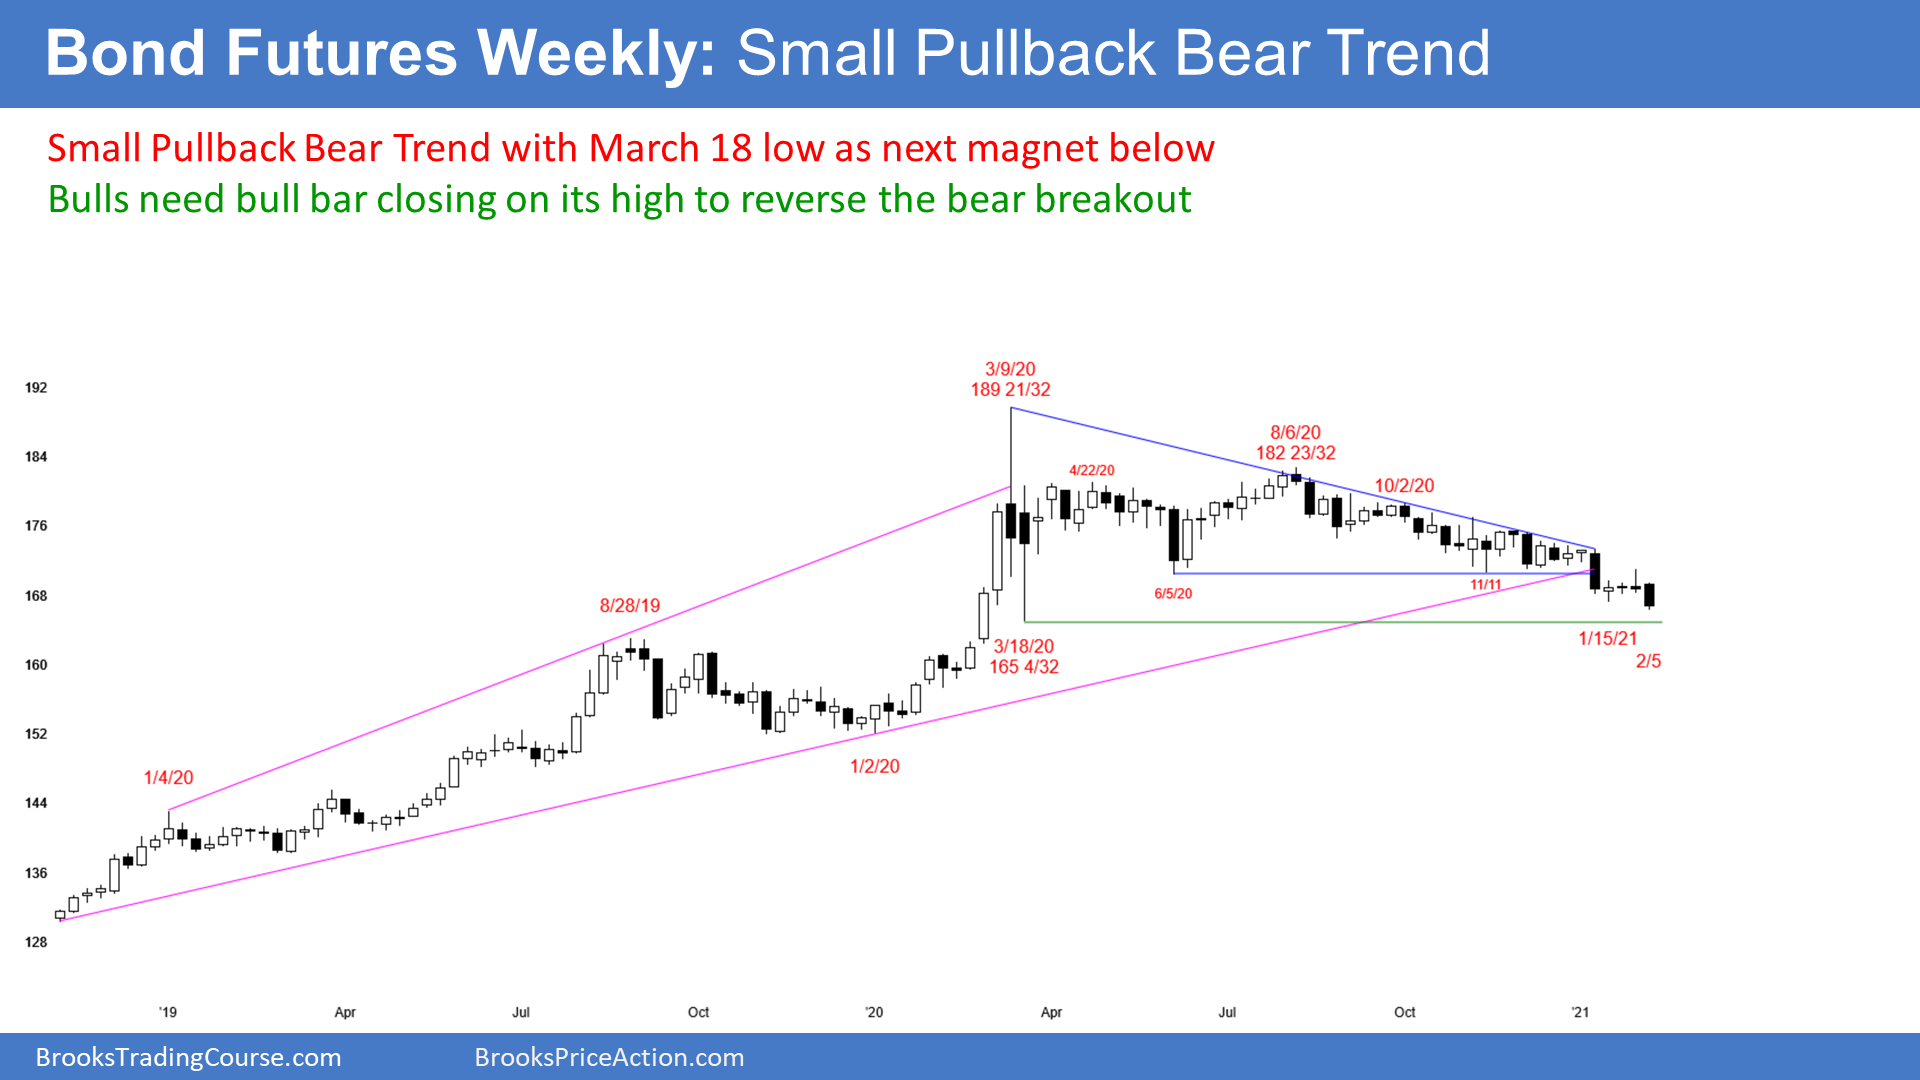 Bond Futures Weekly: Small Pullback Bear Trend
Small Pullback Bear Trend with March 18 low as next magnet below
Bulls need bull bar closing on its high to reverse the bear breakout
3/9/20
189 21/32
192
8/6/20
182 23/32
184
4/22/20
10/2/20
176
168
11/11
6/5/20
8/28/19
3/18/20
165 4/32
1/15/21
2/5
160
152
1/2/20
1/4/20
144
136
128
'19
Apr
Jul
Oct
'20
Apr
Jul
Oct
'21
BrooksTradingCourse.com
BrooksPriceAction.com